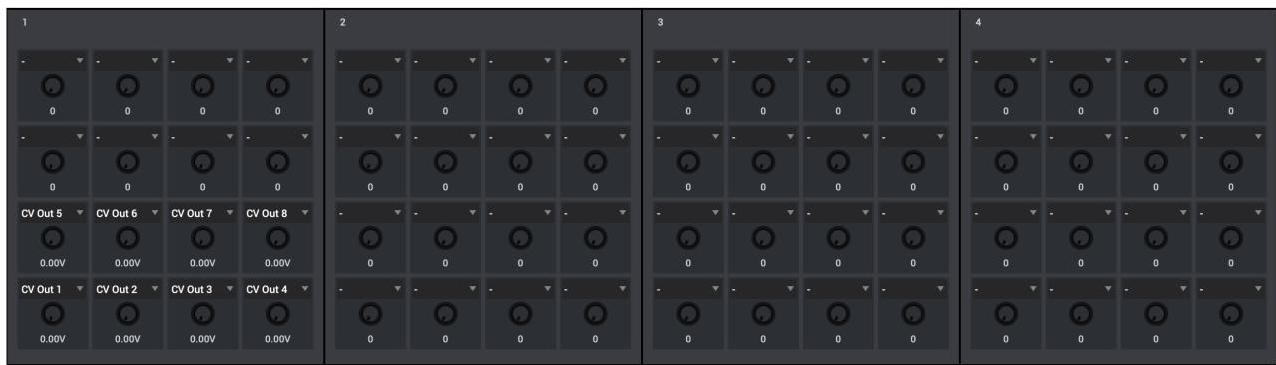 1 2 3 4
- - - - - - - - - - - - - - - -
0 0 0 0 0 0 0 0 0 0 0 0 0 0 0 0
- - - - - - - - - - - - - - - -
0 0 0 0 0 0 0 0 0 0 0 0 0 0 0 0
CV Out 5 CV Out 6 CV Out 7 CV Out 8 - - - - - - - - - - - -
0.00V 0.00V 0.00V 0.00V 0 0 0 0 0 0 0 0 0 0 0 0
CV Out 1 CV Out 2 CV Out 3 CV Out 4 - - - - - - - - - - - -
0.00V 0.00V 0.00V 0.00V 0 0 0 0 0 0 0 0 0 0 0 0